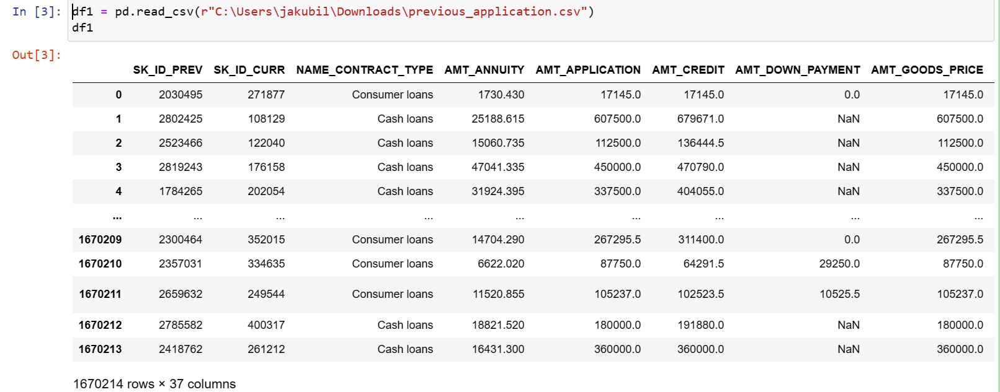 In [3]: df1 = pd.read_csv(r"C:\Users\jakubil\Downloads\previous_application.csv")
df1
Out[3]:
SK_ID_PREV SK_ID_CURR NAME_CONTRACT_TYPE AMT_ANNUITY AMT_APPLICATION AMT_CREDIT AMT_DOWN_PAYMENT AMT_GOODS_PRICE
0 2030495 271877 Consumer loans 1730.430 17145.0 17145.0 0.0 17145.0
1 2802425 108129 Cash loans 25188.615 607500.0 679671.0 NaN 607500.0
2 2523466 122040 Cash loans 15060.735 112500.0 136444.5 NaN 112500.0
3 2819243 176158 Cash loans 47041.335 450000.0 470790.0 NaN 450000.0
4 1784265 202054 Cash loans 31924.395 337500.0 404055.0 NaN 337500.0
... ... ... ... ... ... ... ... ...
1670209 2300464 352015 Consumer loans 14704.290 267295.5 311400.0 0.0 267295.5
1670210 2357031 334635 Consumer loans 6622.020 87750.0 64291.5 29250.0 87750.0
1670211 2659632 249544 Consumer loans 11520.855 105237.0 102523.5 10525.5 105237.0
1670212 2785582 400317 Cash loans 18821.520 180000.0 191880.0 NaN 180000.0
1670213 2418762 261212 Cash loans 16431.300 360000.0 360000.0 NaN 360000.0
1670214 rows × 37 columns